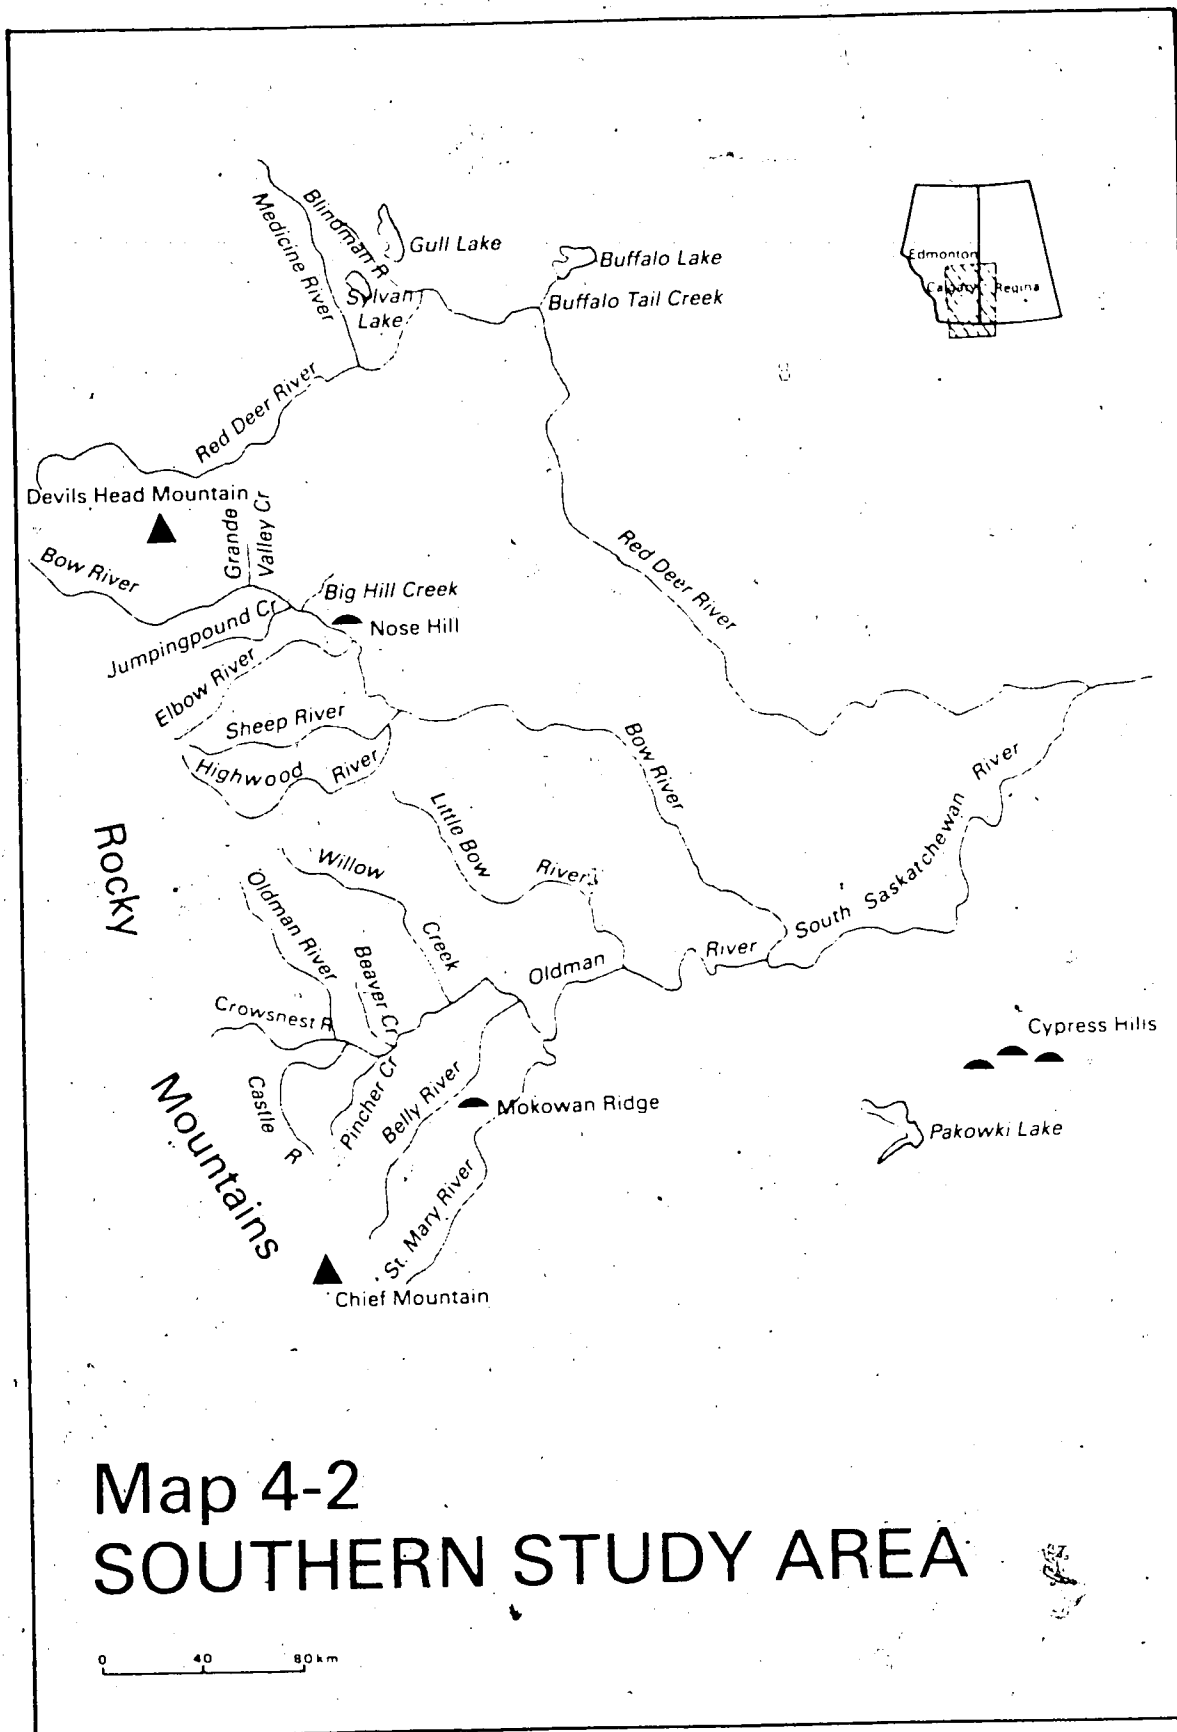 Medicine River
Blindman R
Gull Lake
Sylvan
Lake
Buffalo Lake
Buffalo Tail Creek
Edmonton
Calgary
Regina
Red Deer River
Devils Head Mountain
Grande
Valley Cr
Bow River
Big Hill Creek
Jumpingpound Cr
Nose Hill
Elbow River
Sheep River
Highwood River
Red Deer River
Bow River
Little Bow River
South Saskatchewan River
Rocky
Mountains
Willow Creek
Oldman River
Beaver Cr
Oldman River
Crowsnest R
Castle R
Pincher Cr
Belly River
Mokowan Ridge
St. Mary River
Cypress Hills
Pakowki Lake
Chief Mountain
Map 4-2
SOUTHERN STUDY AREA
0 40 80 km